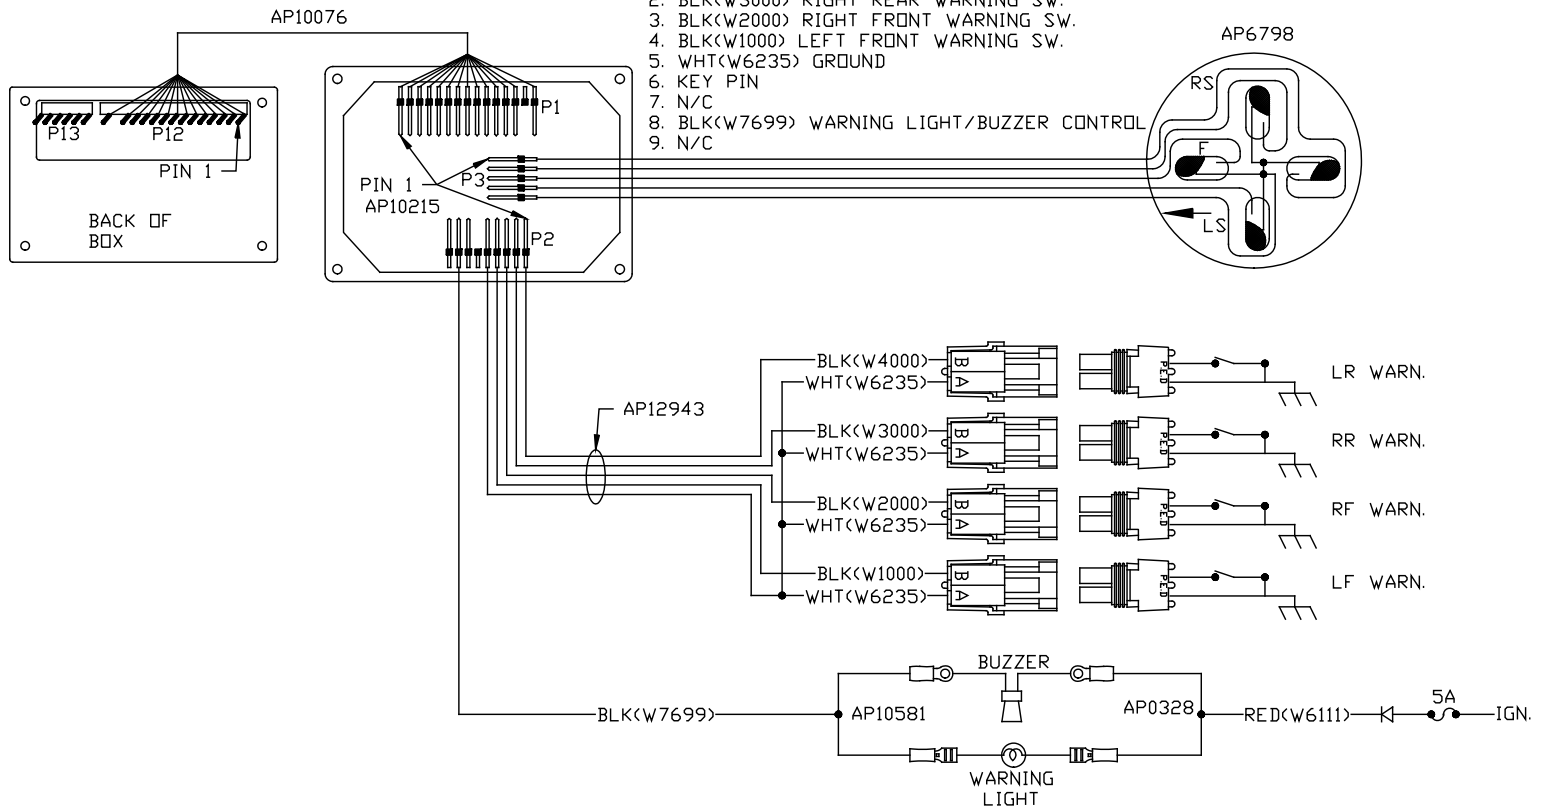 AP10076
2. BLK(W3000) RIGHT REAR WARNING SW.
3. BLK(W2000) RIGHT FRONT WARNING SW.
4. BLK(W1000) LEFT FRONT WARNING SW.
5. WHT(W6235) GROUND
6. KEY PIN
7. N/C
8. BLK(W7699) WARNING LIGHT/BUZZER CONTROL
9. N/C
AP6798
RS
F
LS
P13
P12
PIN 1
BACK OF
BOX
P1
P3
PIN 1
AP10215
P2
AP12943
BLK(W4000)
WHT(W6235)
B
A
PED
LR WARN.
BLK(W3000)
WHT(W6235)
B
A
PED
RR WARN.
BLK(W2000)
WHT(W6235)
B
A
PED
RF WARN.
BLK(W1000)
WHT(W6235)
B
A
PED
LF WARN.
BUZZER
BLK(W7699)
AP10581
AP0328
RED(W6111)
5A
IGN.
WARNING
LIGHT